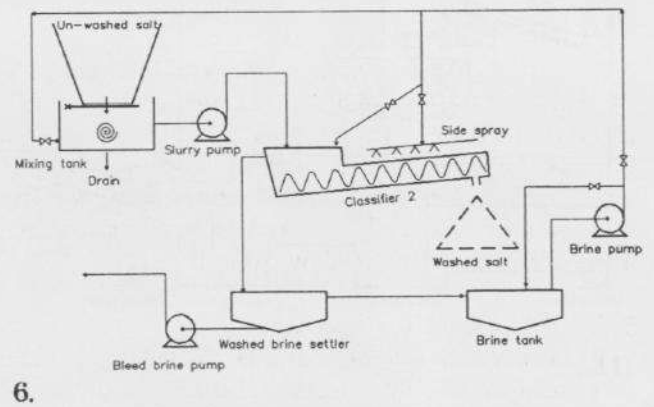 Un-washed salt
Mixing tank
Drain
Slurry pump
Side spray
Classifier 2
Washed salt
Brine pump
Bleed brine pump
Washed brine settler
Brine tank
6.